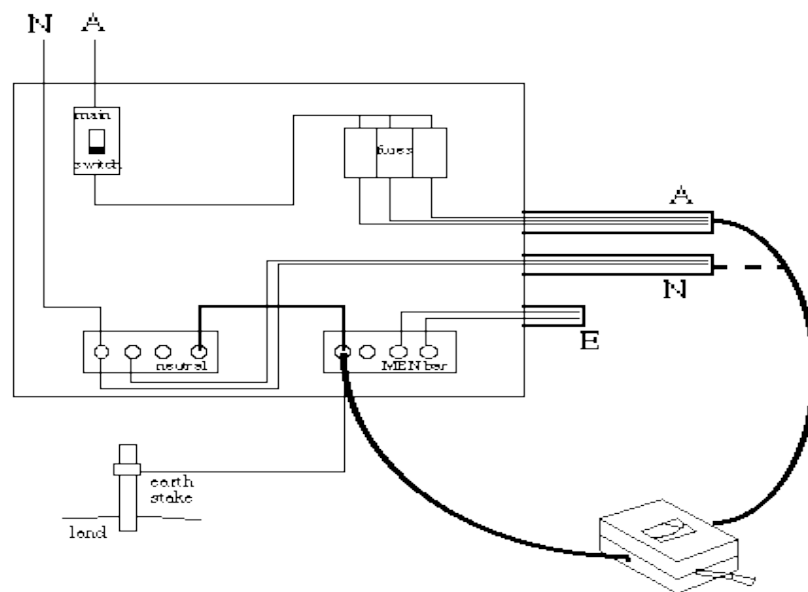 N A
main
switch
fuses
A
N
E
neutral
MEN bar
earth
stake
land